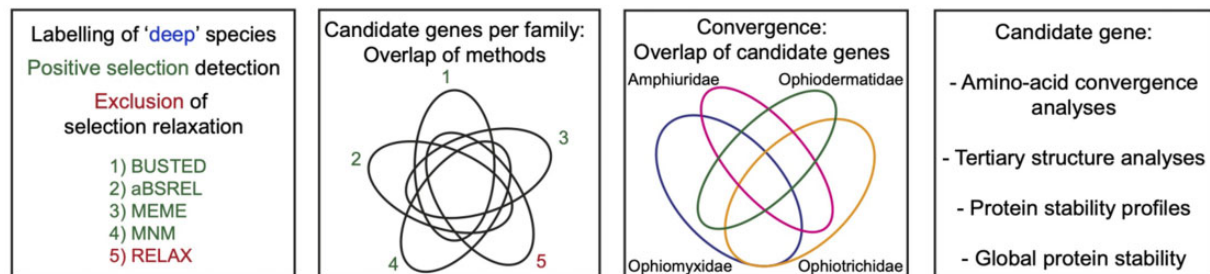 Labelling of 'deep' species
Positive selection detection
Exclusion of
selection relaxation
1) BUSTED
2) aBSREL
3) MEME
4) MNM
5) RELAX
Candidate genes per family:
Overlap of methods
1
2
3
4
5
Convergence:
Overlap of candidate genes
Amphiuridae
Ophiodermatidae
Ophiomyxidae
Ophiotrichidae
Candidate gene:
- Amino-acid convergence
analyses
- Tertiary structure analyses
- Protein stability profiles
- Global protein stability